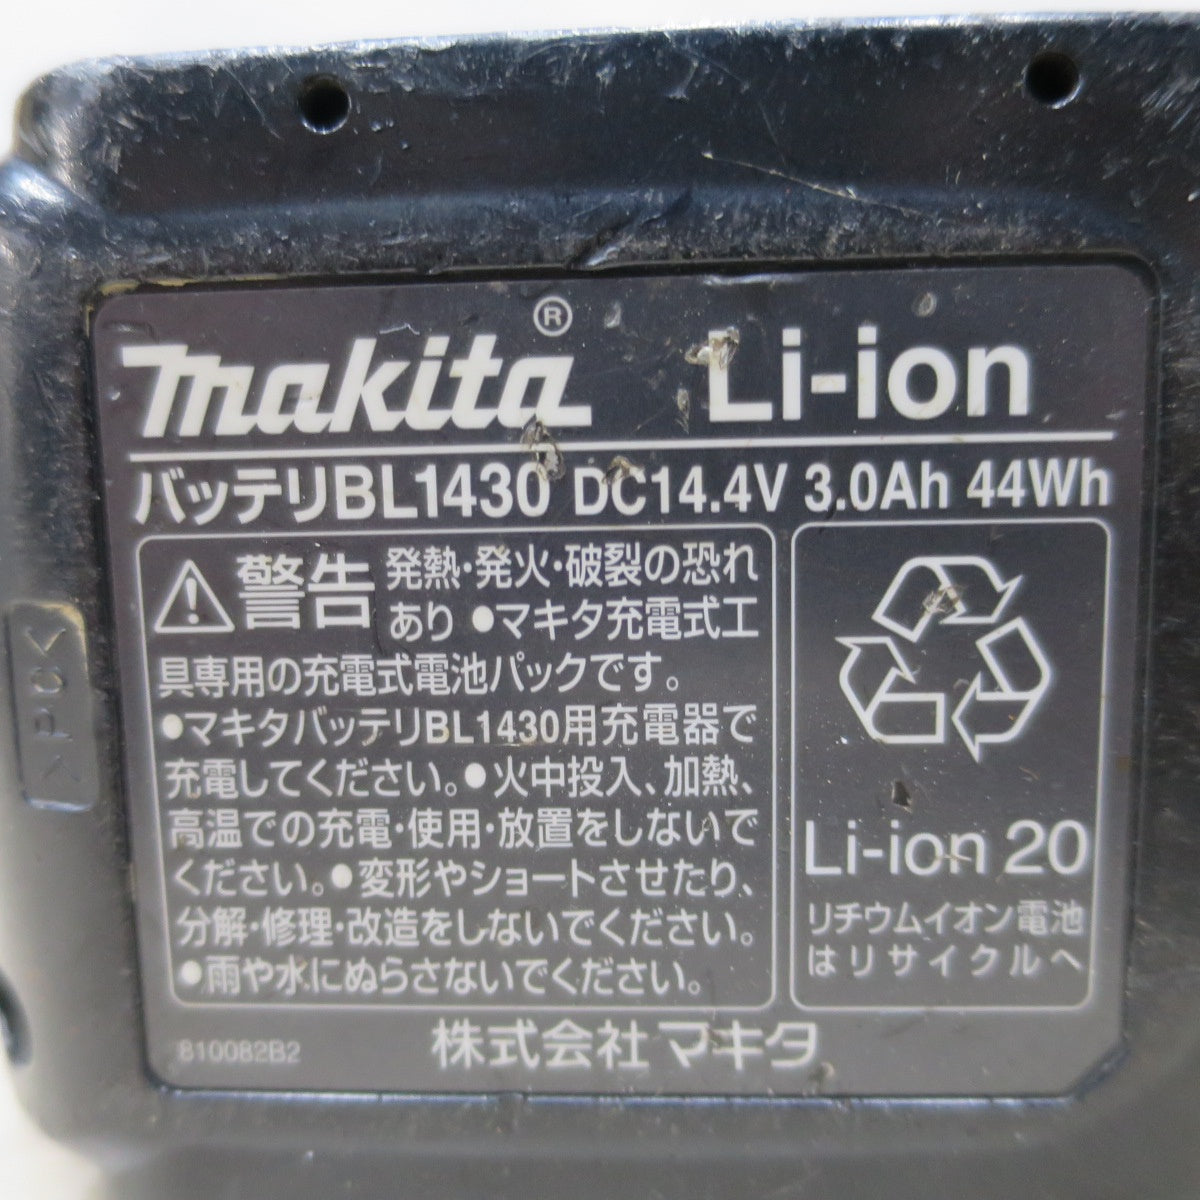 makita® Li-ion
バッテリBL1430 DC14.4V 3.0Ah 44Wh
警告 発熱・発火・破裂の恐れ
あり ●マキタ充電式工
具専用の充電式電池パックです。
●マキタバッテリBL1430用充電器で
充電してください。●火中投入、加熱、
高温での充電・使用・放置をしないで
ください。●変形やショートさせたり、
分解・修理・改造をしないでください。
●雨や水にぬらさないでください。
Li-ion 20
リチウムイオン電池
はリサイクルへ
810082B2 株式会社マキタ
>PC<